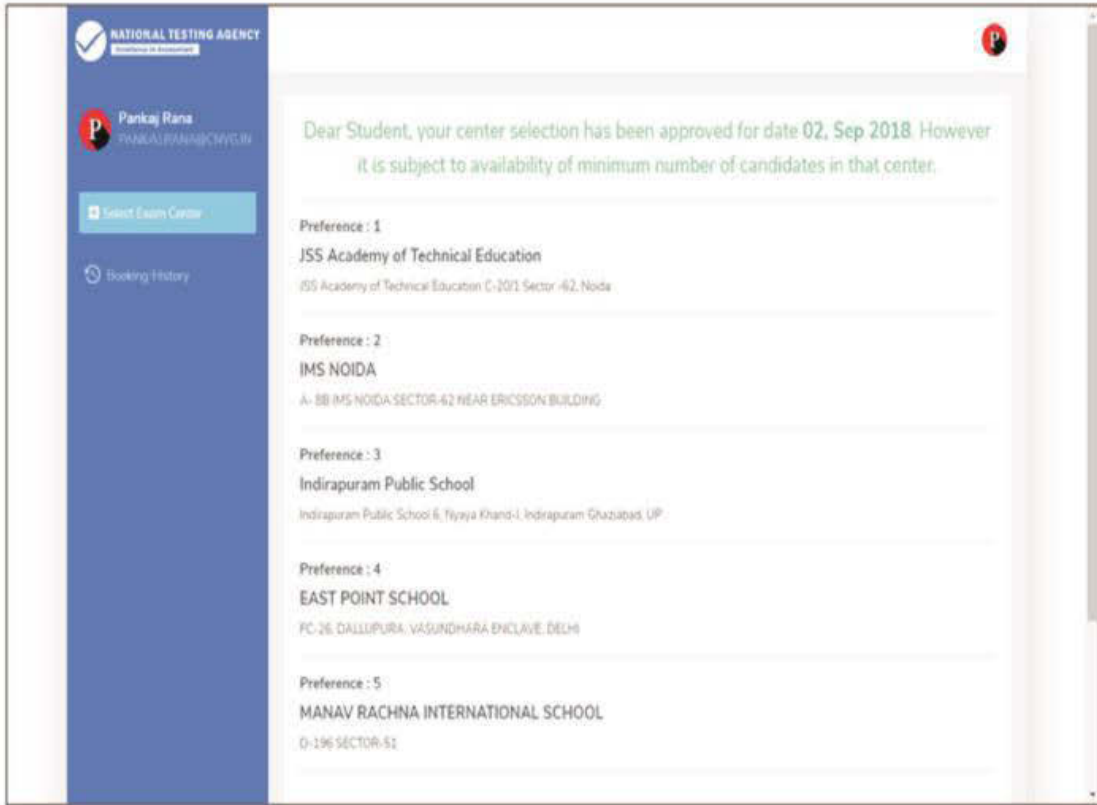 NATIONAL TESTING AGENCY
Excellence in Assessment
P
Pankaj Rana
P
Select Exam Center
Booking History
Dear Student, your center selection has been approved for date 02, Sep 2018. However
it is subject to availability of minimum number of candidates in that center.
Preference : 1
JSS Academy of Technical Education
JSS Academy of Technical Education C-20/1 Sector -62, Noida
Preference : 2
IMS NOIDA
A- 8B IMS NOIDA SECTOR-62 NEAR ERICSSON BUILDING
Preference : 3
Indirapuram Public School
Indirapuram Public School 6, Nyaya Khand-I, Indirapuram Ghaziabad, UP
Preference : 4
EAST POINT SCHOOL
FC-26, DALLUPURA, VASUNDHARA ENCLAVE, DELHI
Preference : 5
MANAV RACHNA INTERNATIONAL SCHOOL
D-196 SECTOR-51